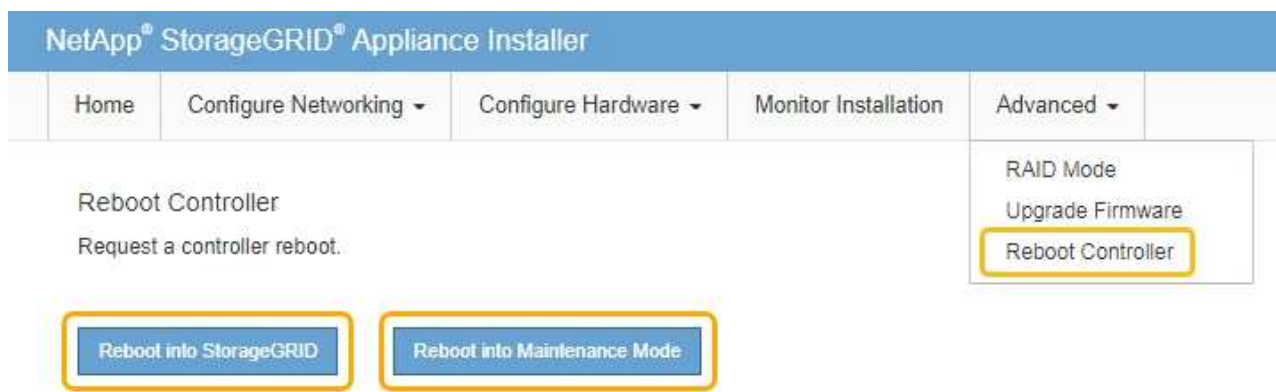 NetApp® StorageGRID® Appliance Installer
Home Configure Networking Configure Hardware Monitor Installation Advanced
RAID Mode
Upgrade Firmware
Reboot Controller
Reboot Controller
Request a controller reboot.
Reboot into StorageGRID Reboot into Maintenance Mode